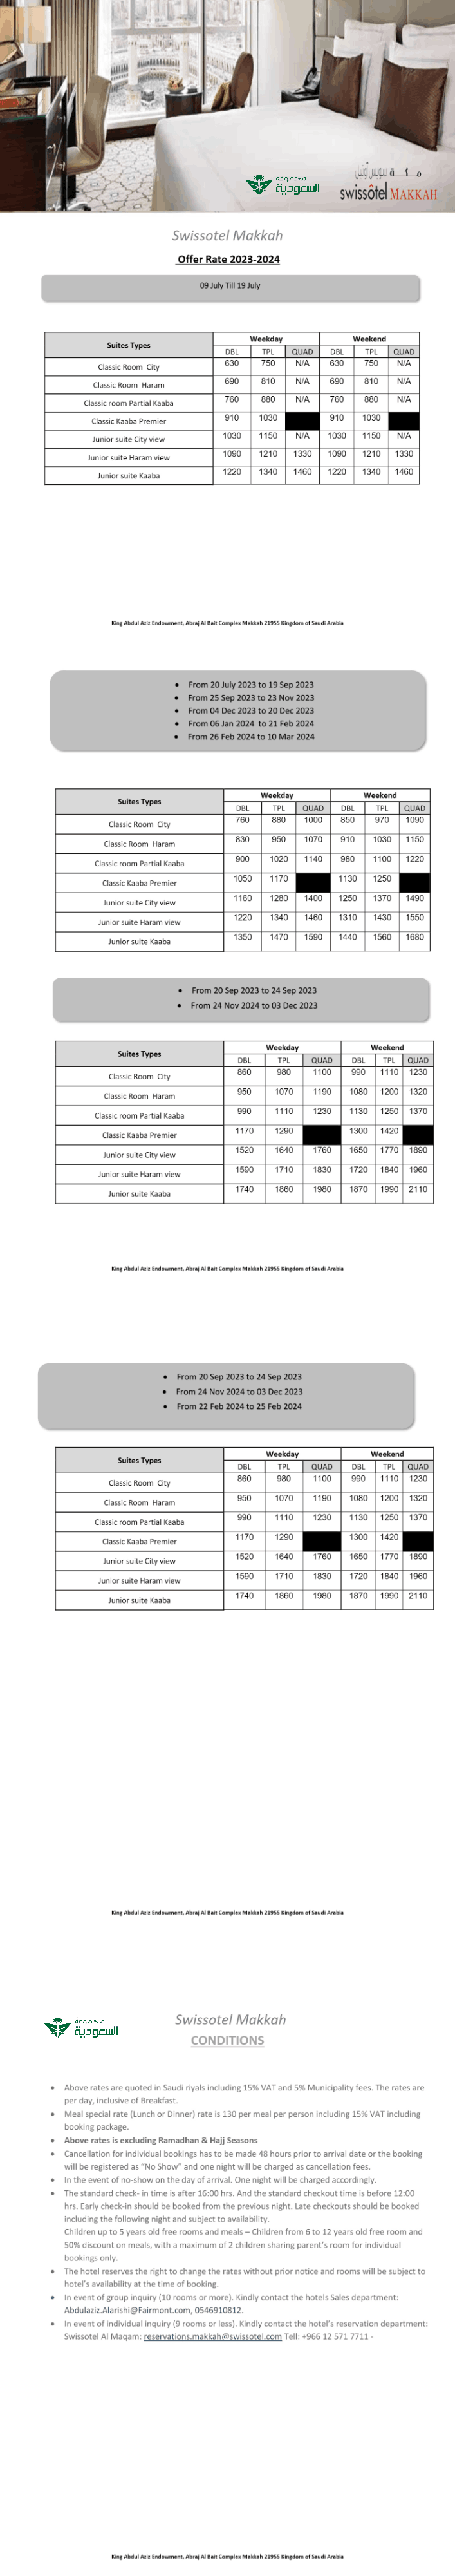 مجموعة
السعودية
مكة سويس أوتيل
swissôtel MAKKAH
Swissotel Makkah
Offer Rate 2023-2024
09 July Till 19 July
Suites Types Weekday Weekend
DBL TPL QUAD DBL TPL QUAD
Classic Room City 630 750 N/A 630 750 N/A
Classic Room Haram 690 810 N/A 690 810 N/A
Classic room Partial Kaaba 760 880 N/A 760 880 N/A
Classic Kaaba Premier 910 1030 910 1030
Junior suite City view 1030 1150 N/A 1030 1150 N/A
Junior suite Haram view 1090 1210 1330 1090 1210 1330
Junior suite Kaaba 1220 1340 1460 1220 1340 1460
King Abdul Aziz Endowment, Abraj Al Bait Complex Makkah 21955 Kingdom of Saudi Arabia
• From 20 July 2023 to 19 Sep 2023
• From 25 Sep 2023 to 23 Nov 2023
• From 04 Dec 2023 to 20 Dec 2023
• From 06 Jan 2024 to 21 Feb 2024
• From 26 Feb 2024 to 10 Mar 2024
Suites Types Weekday Weekend
DBL TPL QUAD DBL TPL QUAD
Classic Room City 760 880 1000 850 970 1090
Classic Room Haram 830 950 1070 910 1030 1150
Classic room Partial Kaaba 900 1020 1140 980 1100 1220
Classic Kaaba Premier 1050 1170 1130 1250
Junior suite City view 1160 1280 1400 1250 1370 1490
Junior suite Haram view 1220 1340 1460 1310 1430 1550
Junior suite Kaaba 1350 1470 1590 1440 1560 1680
• From 20 Sep 2023 to 24 Sep 2023
• From 24 Nov 2024 to 03 Dec 2023
Suites Types Weekday Weekend
DBL TPL QUAD DBL TPL QUAD
Classic Room City 860 980 1100 990 1110 1230
Classic Room Haram 950 1070 1190 1080 1200 1320
Classic room Partial Kaaba 990 1110 1230 1130 1250 1370
Classic Kaaba Premier 1170 1290 1300 1420
Junior suite City view 1520 1640 1760 1650 1770 1890
Junior suite Haram view 1590 1710 1830 1720 1840 1960
Junior suite Kaaba 1740 1860 1980 1870 1990 2110
King Abdul Aziz Endowment, Abraj Al Bait Complex Makkah 21955 Kingdom of Saudi Arabia
• From 20 Sep 2023 to 24 Sep 2023
• From 24 Nov 2024 to 03 Dec 2023
• From 22 Feb 2024 to 25 Feb 2024
Suites Types Weekday Weekend
DBL TPL QUAD DBL TPL QUAD
Classic Room City 860 980 1100 990 1110 1230
Classic Room Haram 950 1070 1190 1080 1200 1320
Classic room Partial Kaaba 990 1110 1230 1130 1250 1370
Classic Kaaba Premier 1170 1290 1300 1420
Junior suite City view 1520 1640 1760 1650 1770 1890
Junior suite Haram view 1590 1710 1830 1720 1840 1960
Junior suite Kaaba 1740 1860 1980 1870 1990 2110
King Abdul Aziz Endowment, Abraj Al Bait Complex Makkah 21955 Kingdom of Saudi Arabia
مجموعة
السعودية
Swissotel Makkah
CONDITIONS
• Above rates are quoted in Saudi riyals including 15% VAT and 5% Municipality fees. The rates are
per day, inclusive of Breakfast.
• Meal special rate (Lunch or Dinner) rate is 130 per meal per person including 15% VAT including
booking package.
• Above rates is excluding Ramadhan & Hajj Seasons
• Cancellation for individual bookings has to be made 48 hours prior to arrival date or the booking
will be registered as "No Show" and one night will be charged as cancellation fees.
• In the event of no-show on the day of arrival. One night will be charged accordingly.
• The standard check- in time is after 16:00 hrs. And the standard checkout time is before 12:00
hrs. Early check-in should be booked from the previous night. Late checkouts should be booked
including the following night and subject to availability.
Children up to 5 years old free rooms and meals – Children from 6 to 12 years old free room and
50% discount on meals, with a maximum of 2 children sharing parent's room for individual
bookings only.
• The hotel reserves the right to change the rates without prior notice and rooms will be subject to
hotel's availability at the time of booking.
• In event of group inquiry (10 rooms or more). Kindly contact the hotels Sales department:
Abdulaziz.Alarishi@Fairmont.com, 0546910812.
• In event of individual inquiry (9 rooms or less). Kindly contact the hotel's reservation department:
Swissotel Al Maqam: reservations.makkah@swissotel.com Tell: +966 12 571 7711 -
King Abdul Aziz Endowment, Abraj Al Bait Complex Makkah 21955 Kingdom of Saudi Arabia